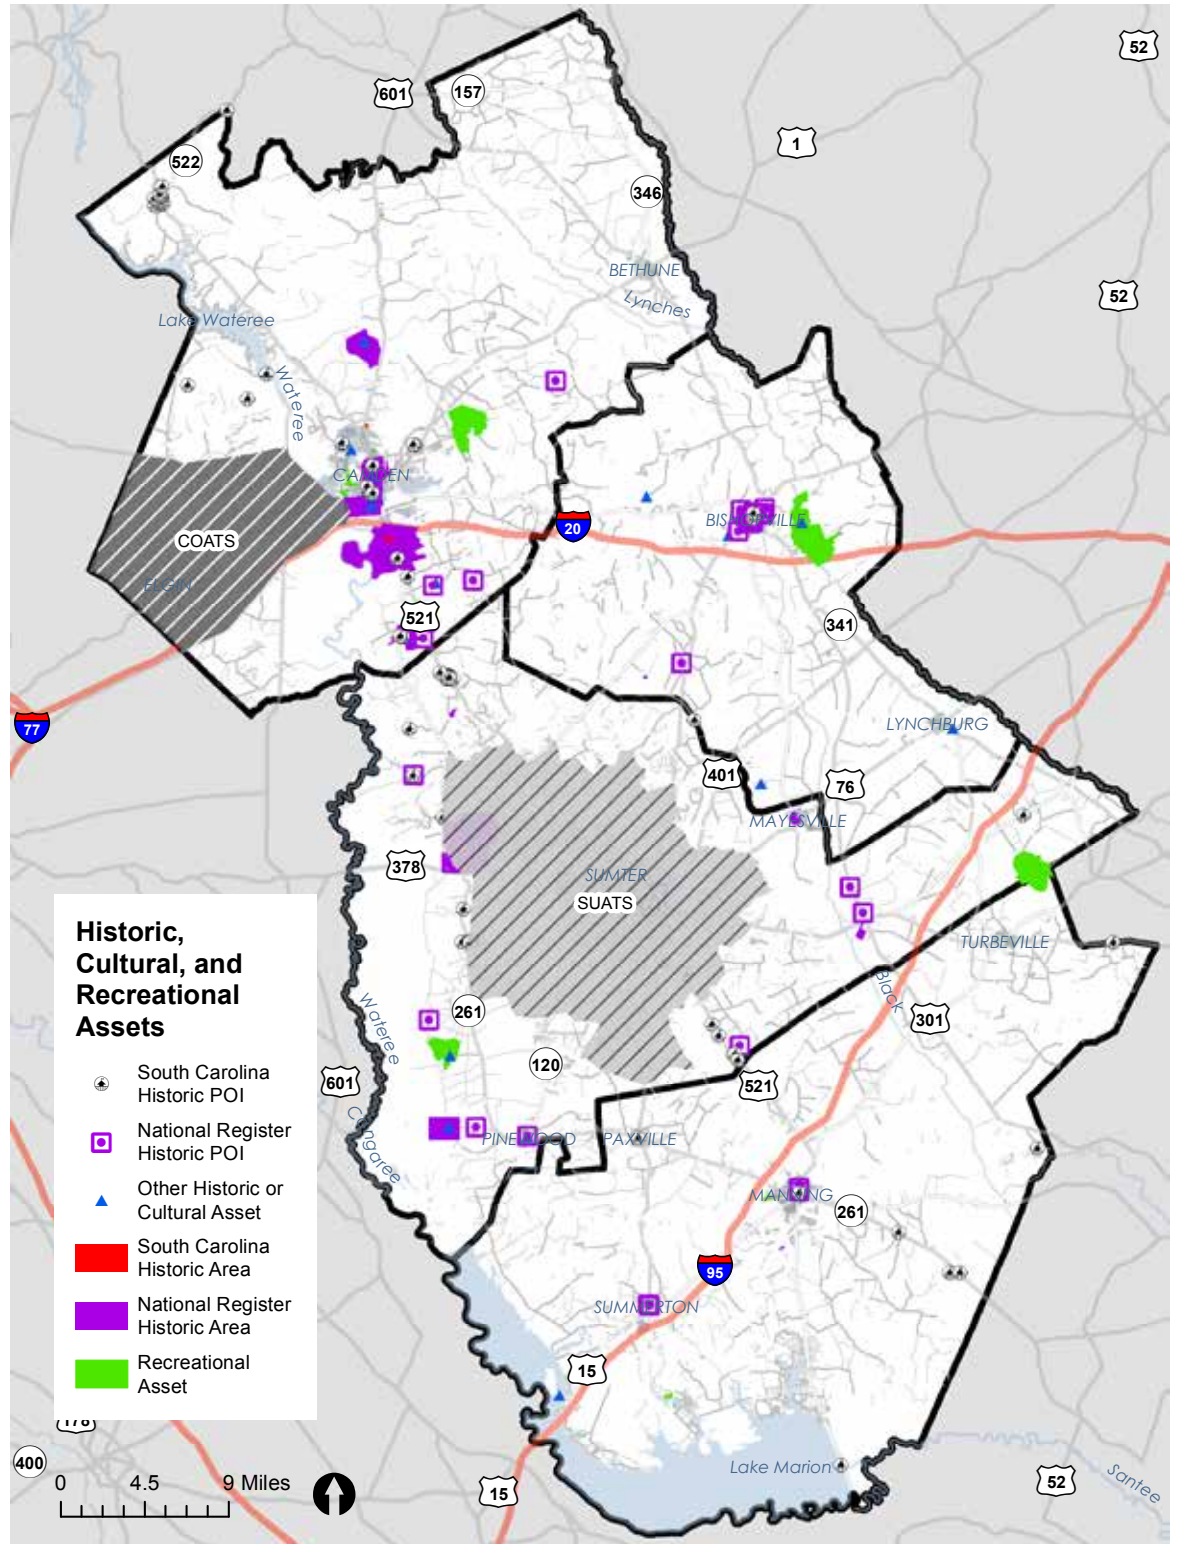 52
601
157
1
522
346
BETHUNE
52
Lynches
Lake Wateree
Wateree
CAMDEN
BISHOPVILLE
20
COATS
ELGIN
521
341
77
LYNCHBURG
401
76
MAYESVILLE
378
SUMTER
SUATS
Historic,
Cultural, and
Recreational
Assets
South Carolina
Historic POI
National Register
Historic POI
Other Historic or
Cultural Asset
South Carolina
Historic Area
National Register
Historic Area
Recreational
Asset
TURBEVILLE
Black
Wateree
261
301
120
601
521
Congaree
PINEWOOD
PAXVILLE
MANNING
261
95
SUMMERTON
15
178
400
0 4.5 9 Miles
Lake Marion
15
52
Santee